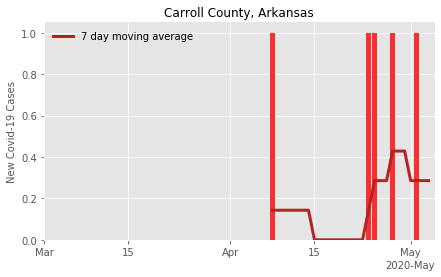 Carroll County, Arkansas
7 day moving average
New Covid-19 Cases
1.0
0.8
0.6
0.4
0.2
0.0
Mar 15 Apr 15 May
2020-May